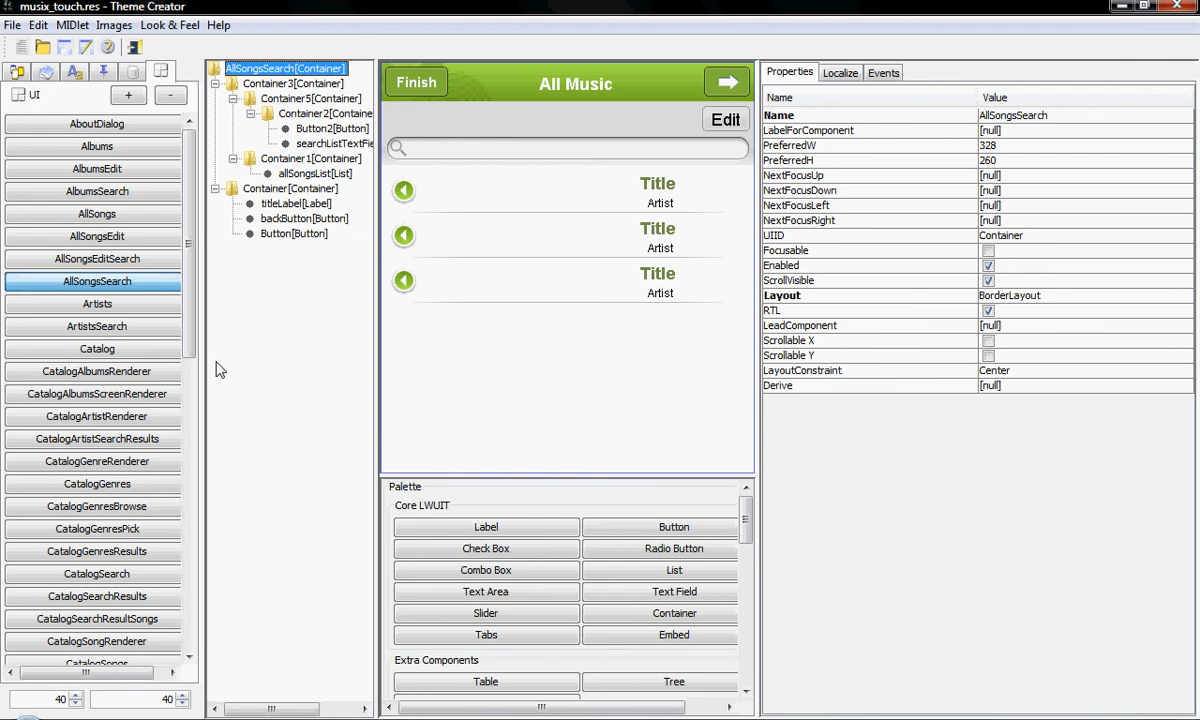 musix_touch.res - Theme Creator
File Edit MIDlet Images Look & Feel Help
UI
+
-
AboutDialog
Albums
AlbumsEdit
AlbumsSearch
AllSongs
AllSongsEdit
AllSongsEditSearch
AllSongsSearch
Artists
ArtistsSearch
Catalog
CatalogAlbumsRenderer
CatalogAlbumsScreenRenderer
CatalogArtistRenderer
CatalogArtistSearchResults
CatalogGenreRenderer
CatalogGenres
CatalogGenresBrowse
CatalogGenresPick
CatalogGenresResults
CatalogSearch
CatalogSearchResults
CatalogSearchResultSongs
CatalogSongRenderer
CatalogSongs
40 40
AllSongsSearch[Container]
Container3[Container]
Container5[Container]
Container2[Containe
Button2[Button]
searchListTextFie
Container1[Container]
allSongsList[List]
Container[Container]
titleLabel[Label]
backButton[Button]
Button[Button]
Finish All Music
Edit
Title
Artist
Title
Artist
Title
Artist
Palette
Core LWUIT
Label Button
Check Box Radio Button
Combo Box List
Text Area Text Field
Slider Container
Tabs Embed
Extra Components
Table Tree
Properties Localize Events
Name Value
Name AllSongsSearch
LabelForComponent [null]
PreferredW 328
PreferredH 260
NextFocusUp [null]
NextFocusDown [null]
NextFocusLeft [null]
NextFocusRight [null]
UIID Container
Focusable
Enabled
ScrollVisible
Layout BorderLayout
RTL
LeadComponent [null]
Scrollable X
Scrollable Y
LayoutConstraint Center
Derive [null]